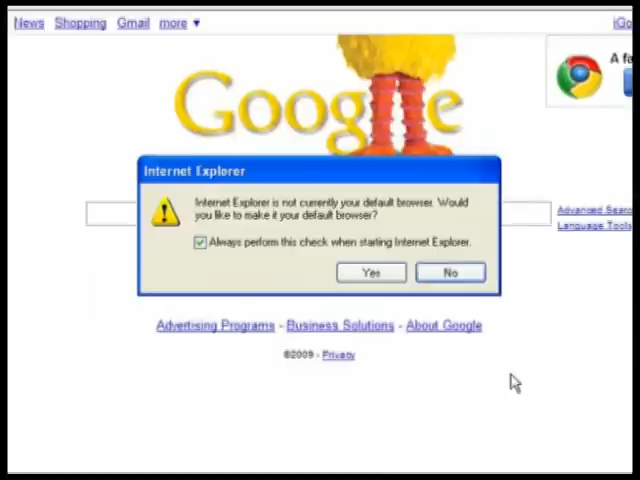 News Shopping Gmail more ▼ iGo
A fa
Google
Internet Explorer
Internet Explorer is not currently your default browser. Would
you like to make it your default browser?
Always perform this check when starting Internet Explorer.
Yes No
Advanced Searc
Language Tools
Advertising Programs - Business Solutions - About Google
©2009 - Privacy